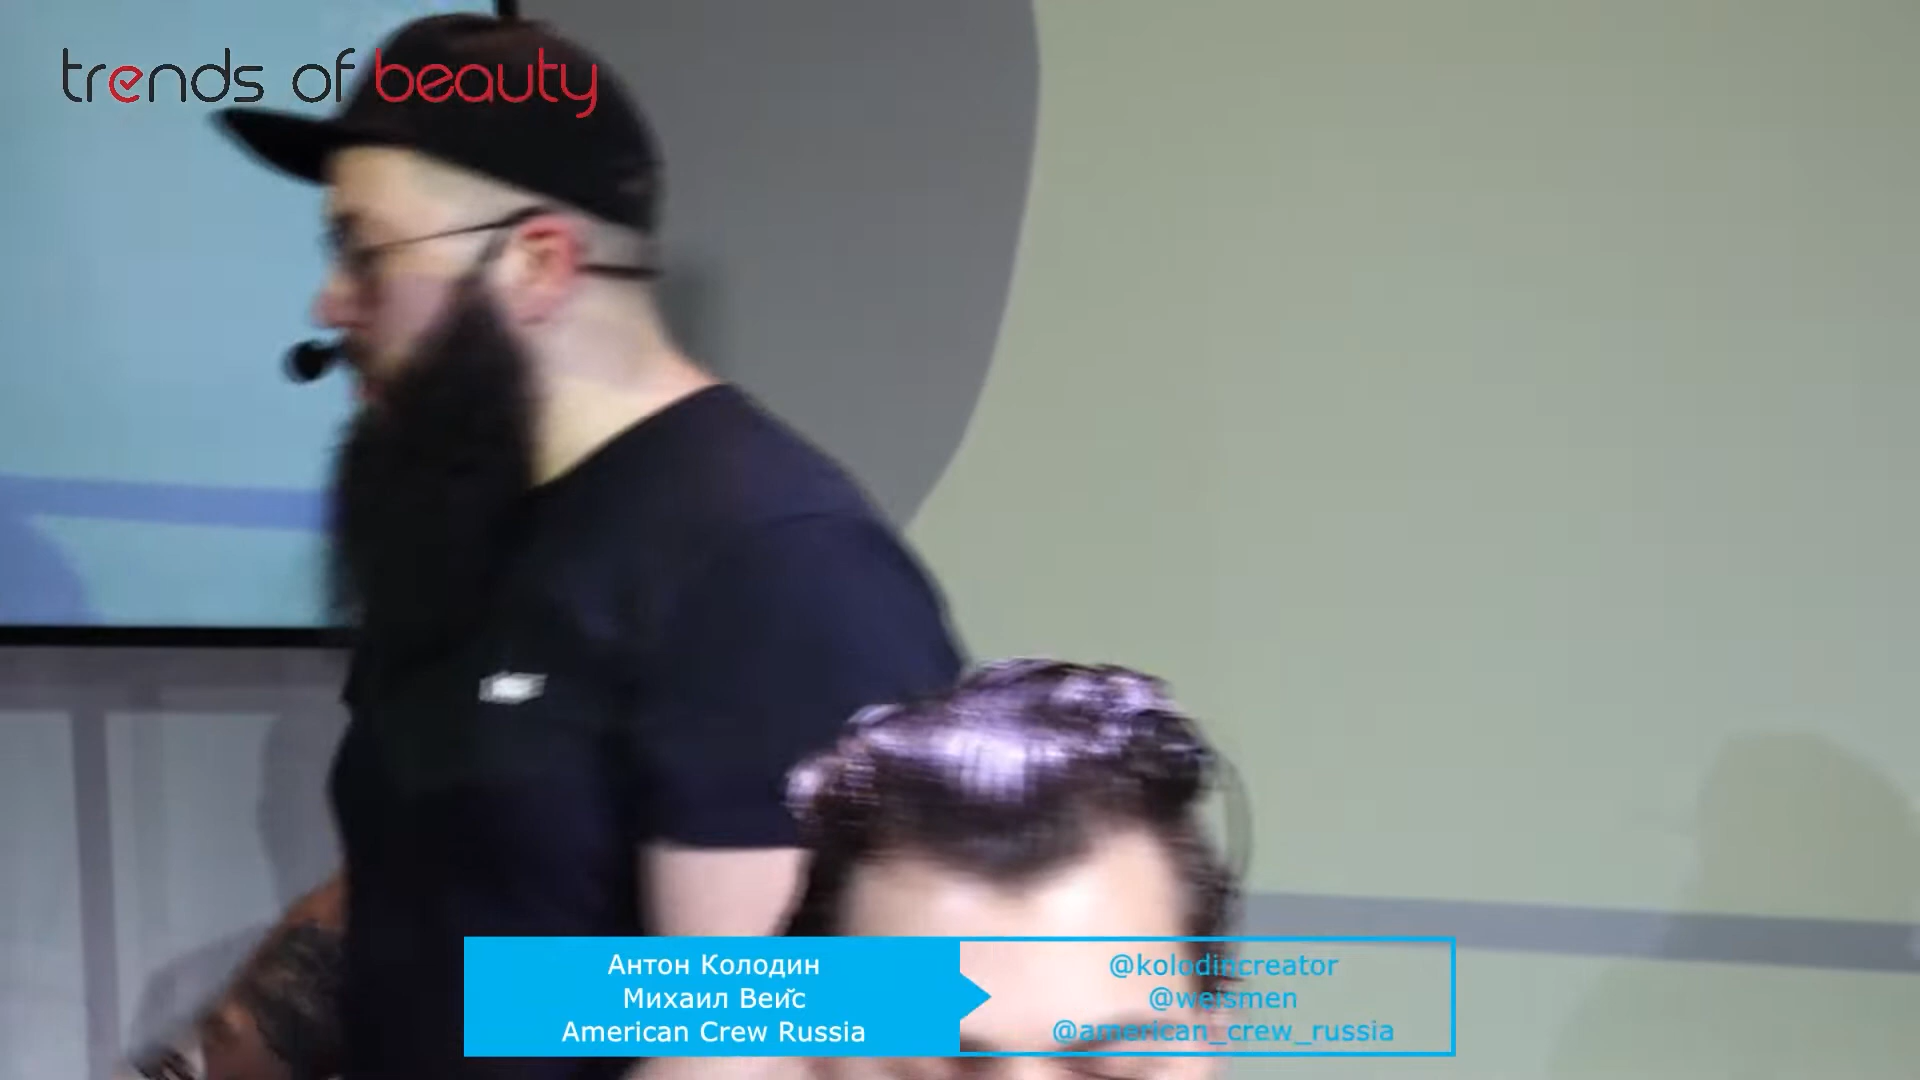 trends of beauty
Антон Колодин
Михаил Вейс
American Crew Russia
@kolodincreator
@weismen
@american_crew_russia